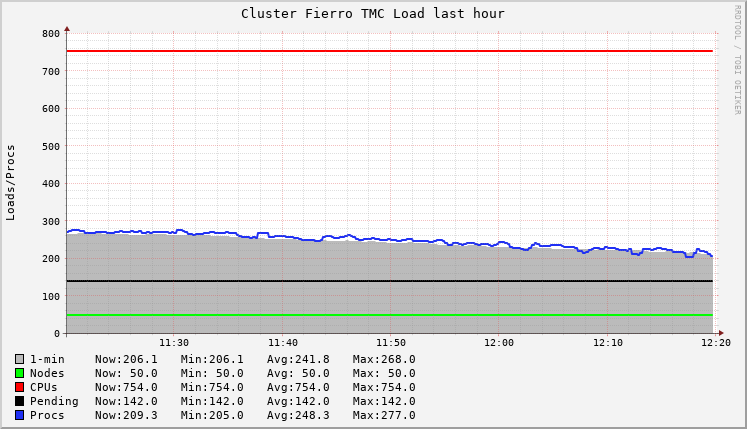 Cluster Fierro TMC Load last hour
RRDTOOL / TOBI OETIKER
Loads/Procs
800
700
600
500
400
300
200
100
0
11:30 11:40 11:50 12:00 12:10 12:20
1-min Now:206.1 Min:206.1 Avg:241.8 Max:268.0
Nodes Now: 50.0 Min: 50.0 Avg: 50.0 Max: 50.0
CPUs Now:754.0 Min:754.0 Avg:754.0 Max:754.0
Pending Now:142.0 Min:142.0 Avg:142.0 Max:142.0
Procs Now:209.3 Min:205.0 Avg:248.3 Max:277.0